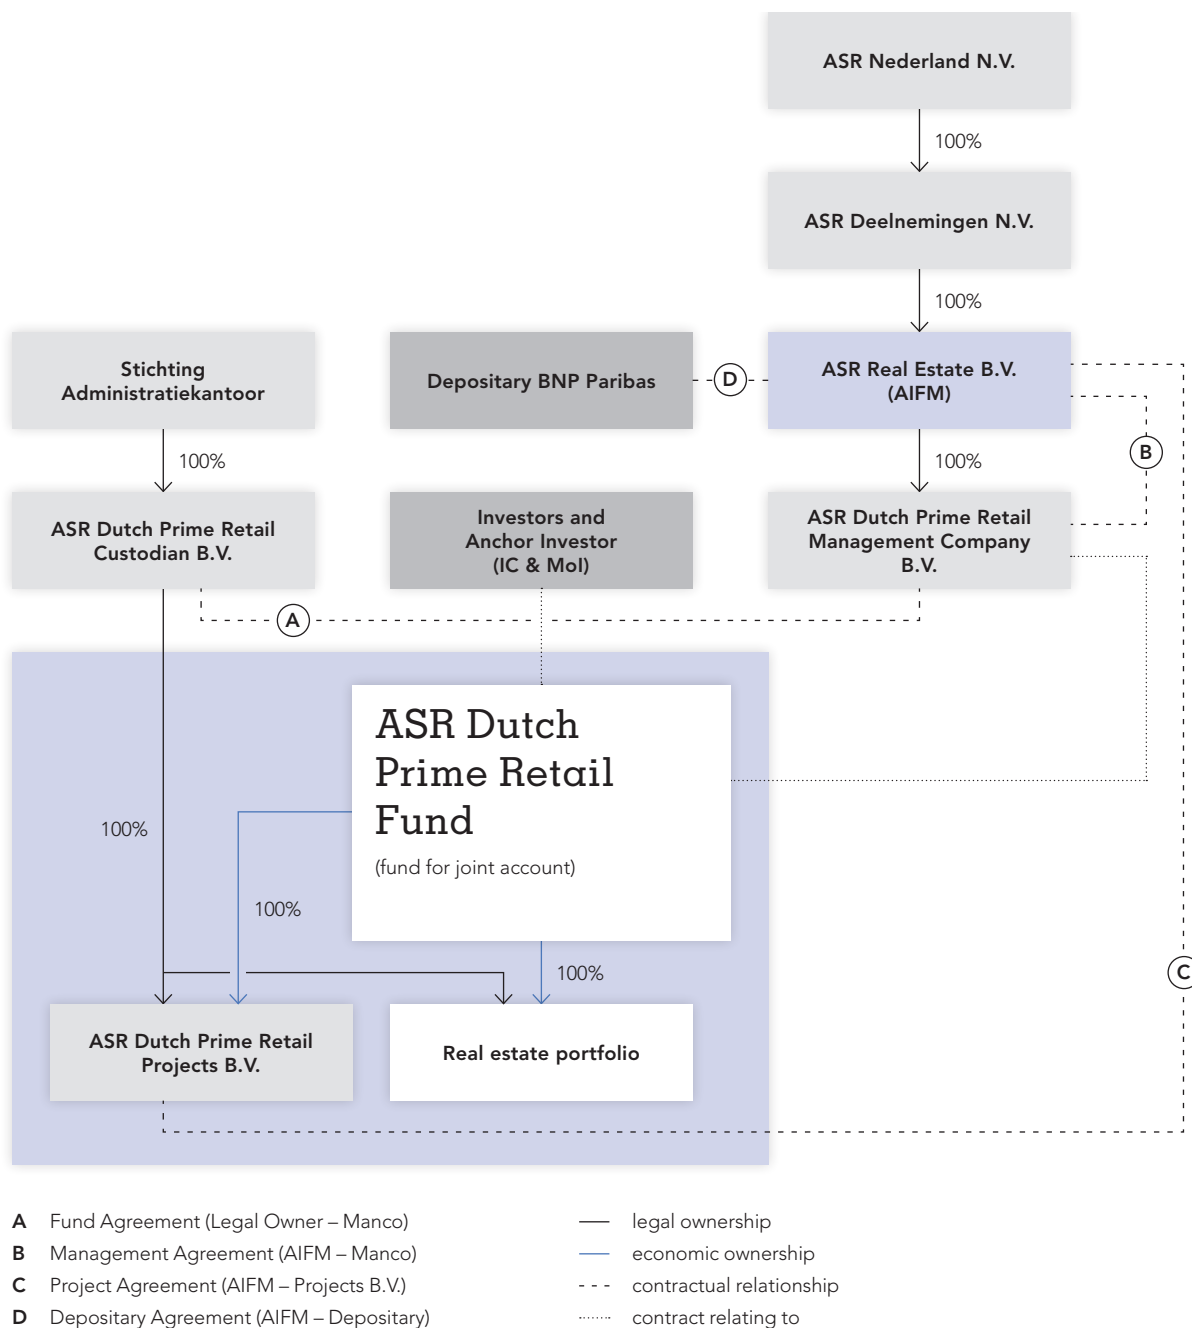 ASR Nederland N.V.
100%
ASR Deelnemingen N.V.
100%
Stichting
Administratiekantoor
Depositary BNP Paribas
D
ASR Real Estate B.V.
(AIFM)
100%
100%
B
ASR Dutch Prime Retail
Custodian B.V.
Investors and
Anchor Investor
(IC & MoI)
ASR Dutch Prime Retail
Management Company
B.V.
A
ASR Dutch
Prime Retail
Fund
(fund for joint account)
100%
100%
100%
C
ASR Dutch Prime Retail
Projects B.V.
Real estate portfolio
A Fund Agreement (Legal Owner – Manco)
B Management Agreement (AIFM – Manco)
C Project Agreement (AIFM – Projects B.V.)
D Depositary Agreement (AIFM – Depositary)
legal ownership
economic ownership
contractual relationship
contract relating to